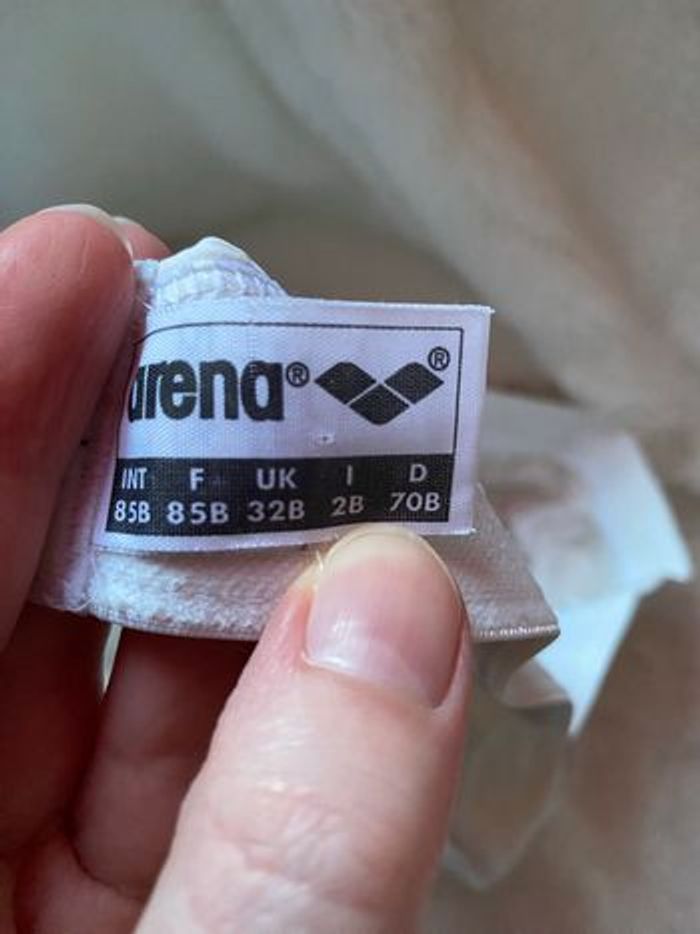 arena® ®
INT F UK I D
85B 85B 32B 2B 70B